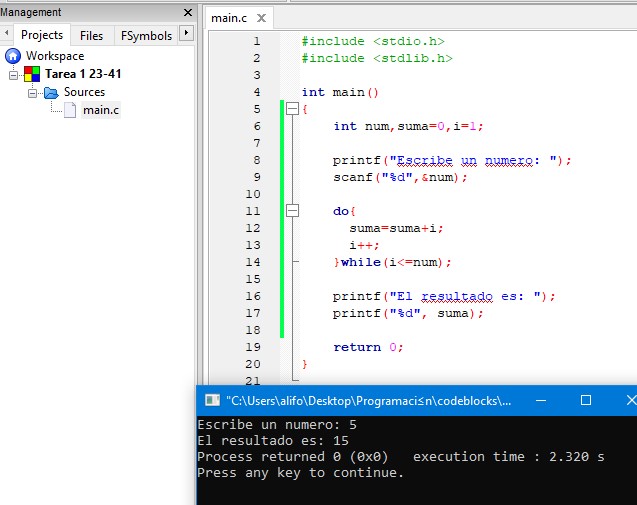 Management
Projects Files FSymbols
Workspace
Tarea 1 23-41
Sources
main.c
main.c
1 #include <stdio.h>
2 #include <stdlib.h>
3
4 int main()
5 {
6 int num,suma=0,i=1;
7
8 printf("Escribe un numero: ");
9 scanf("%d",&num);
10
11 do{
12 suma=suma+i;
13 i++;
14 }while(i<=num);
15
16 printf("El resultado es: ");
17 printf("%d", suma);
18
19 return 0;
20 }
21
"C:\Users\alifo\Desktop\Programaci≤n\codeblocks\...
Escribe un numero: 5
El resultado es: 15
Process returned 0 (0x0) execution time : 2.320 s
Press any key to continue.